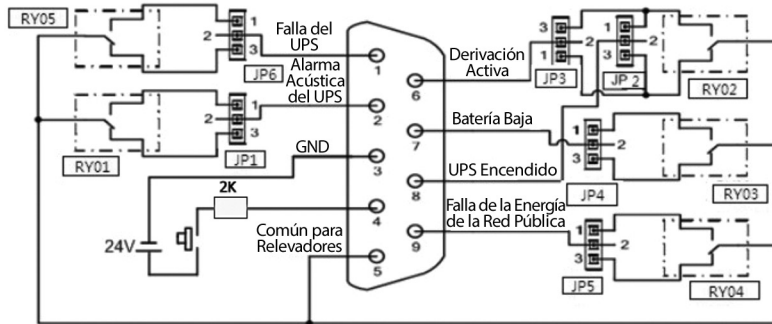 RY05
1
2
3
JP6
Falla del
UPS
Alarma
Acústica
del UPS
RY01
1
2
3
JP1
GND
2K
24V
Común para
Relevadores
1
2
3
4
5
6
7
8
9
Derivación
Activa
3
2
1
JP3
1
2
3
JP 2
RY02
Batería Baja
1
2
3
JP4
RY03
UPS Encendido
Falla de la Energía
de la Red Pública
1
2
3
JP5
RY04